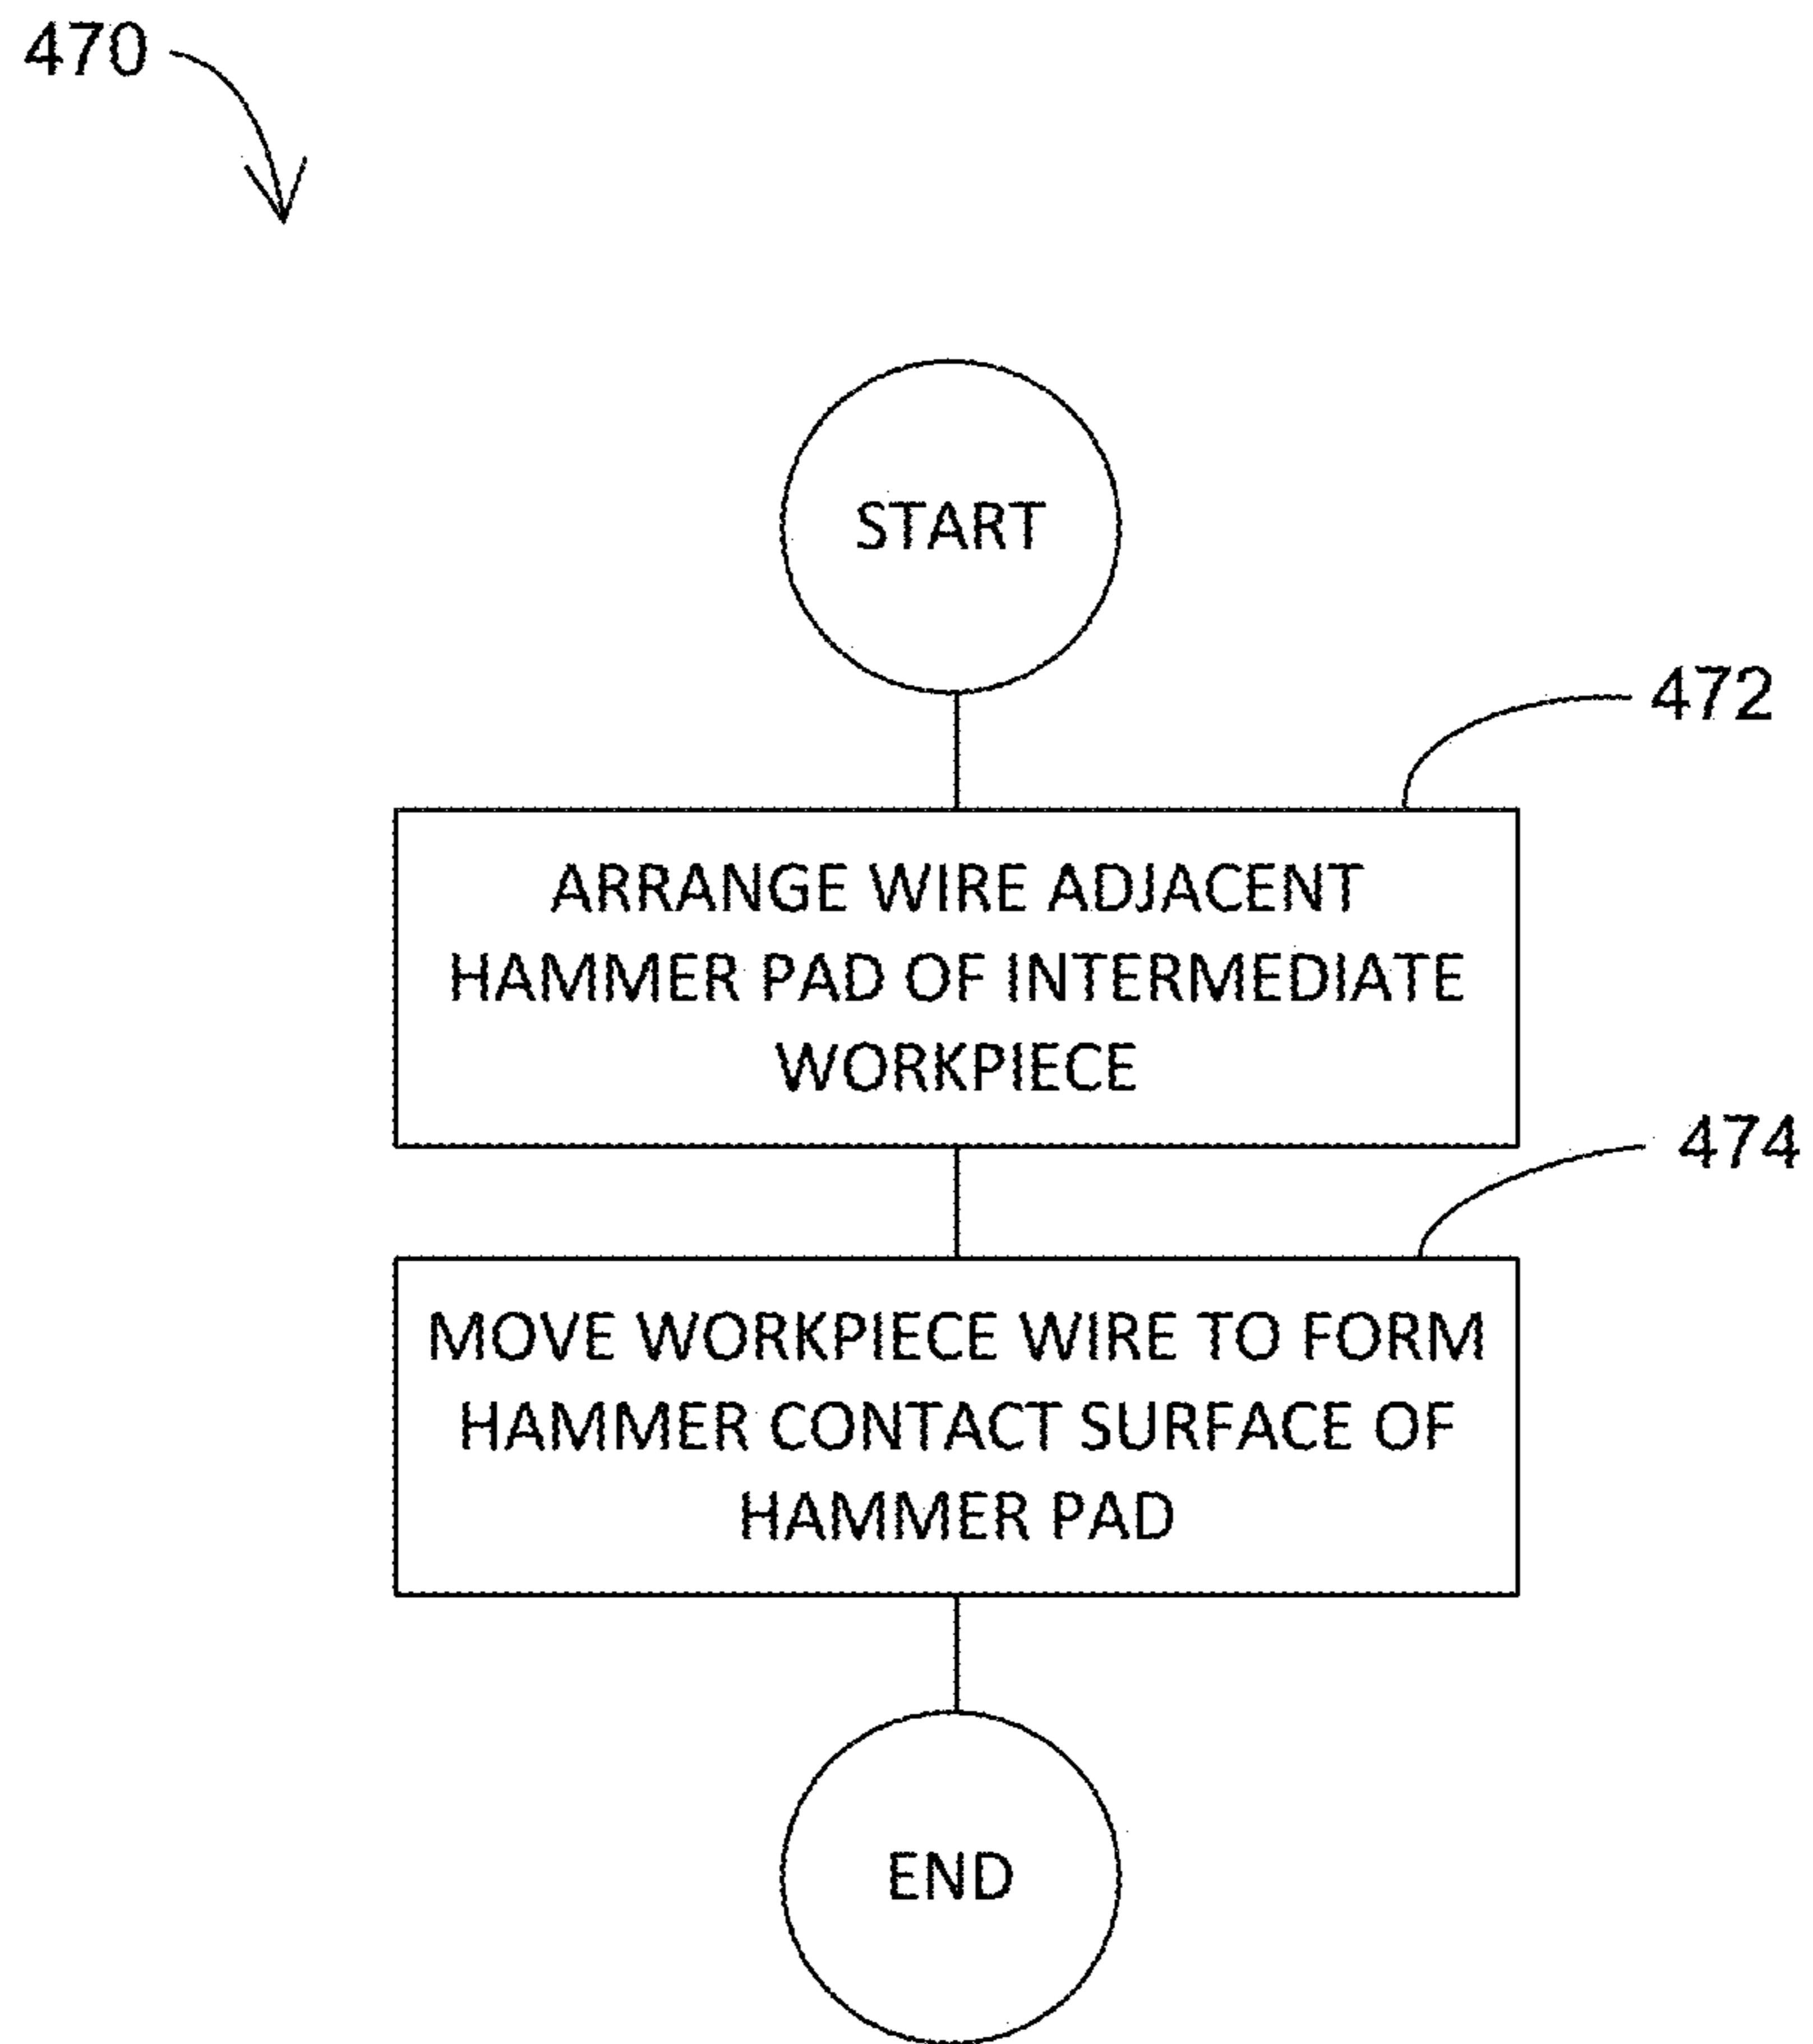 470
START
472
ARRANGE WIRE ADJACENT
HAMMER PAD OF INTERMEDIATE
WORKPIECE
474
MOVE WORKPIECE WIRE TO FORM
HAMMER CONTACT SURFACE OF
HAMMER PAD
END